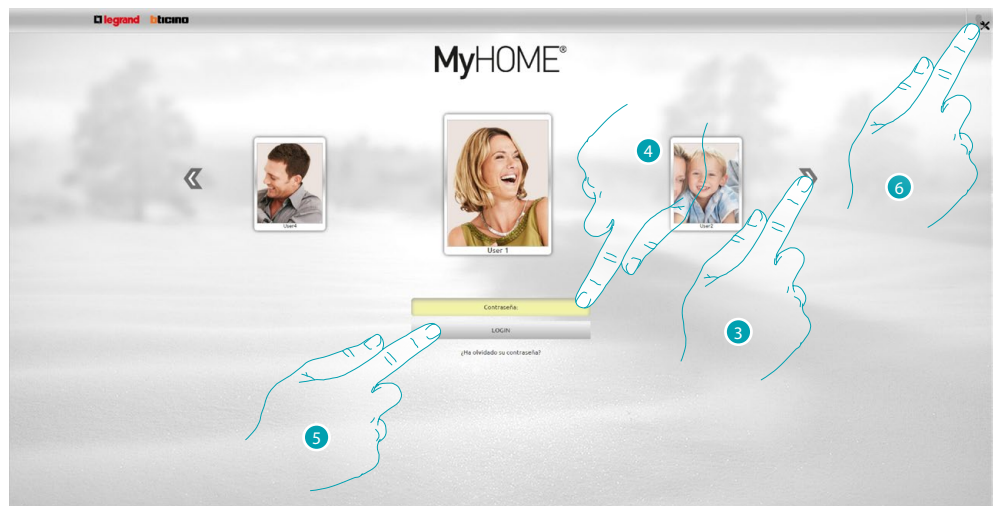 legrand bticino
MyHOME®
User4
User 1
User2
Contraseña:
LOGIN
¿Ha olvidado su contraseña?
4
6
3
5